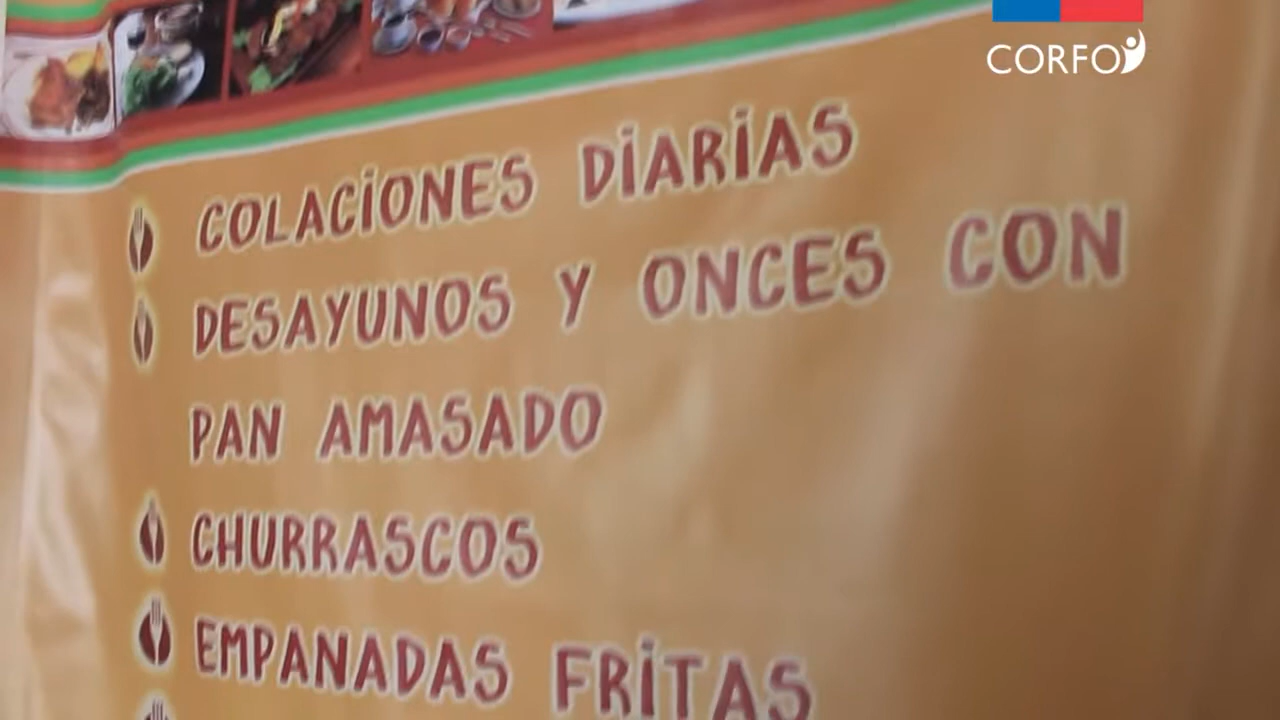 CORFO
COLACIONES DIARIAS
DESAYUNOS Y ONCES CON
PAN AMASADO
CHURRASCOS
EMPANADAS FRITAS